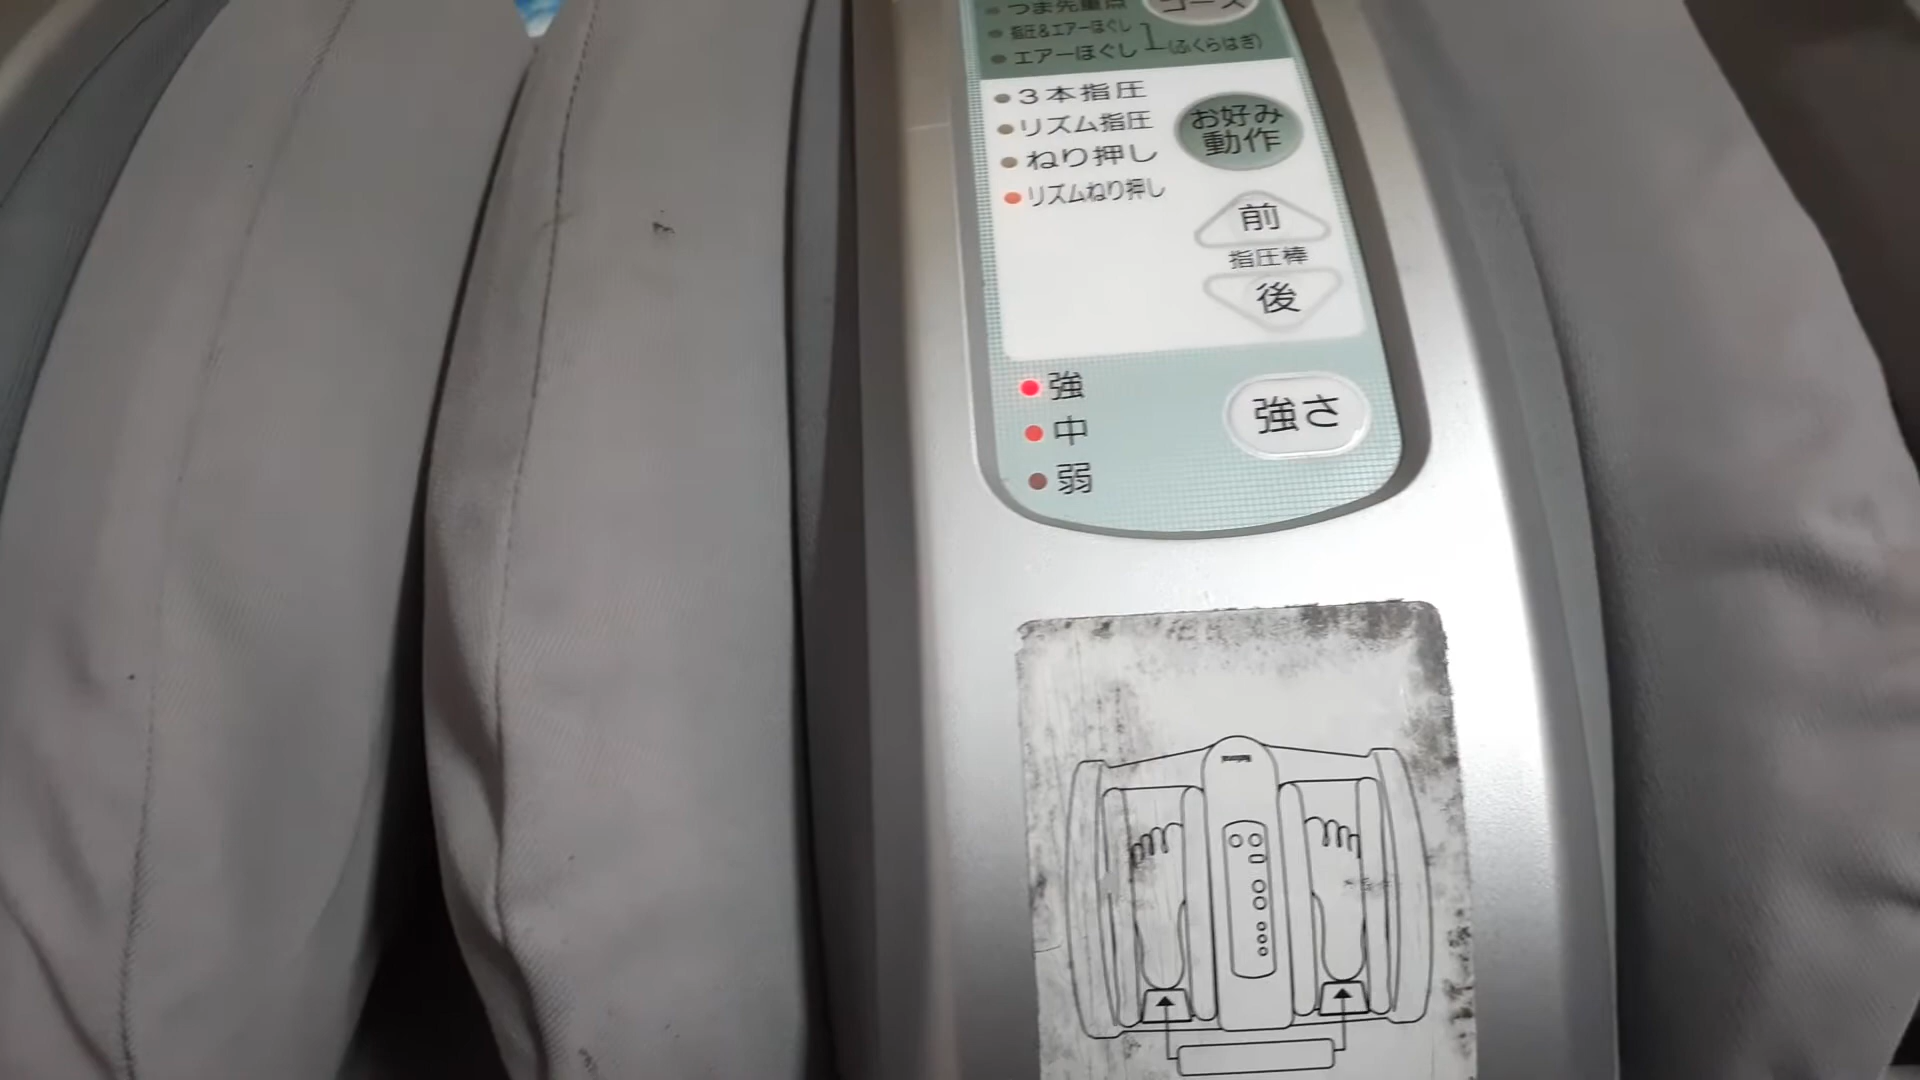 つま先重点
コース
指圧&エアーほぐし
エアーほぐし
(ふくらはぎ)
3本指圧
リズム指圧
ねり押し
リズムねり押し
お好み
動作
前
指圧棒
後
強
中
弱
強さ
National